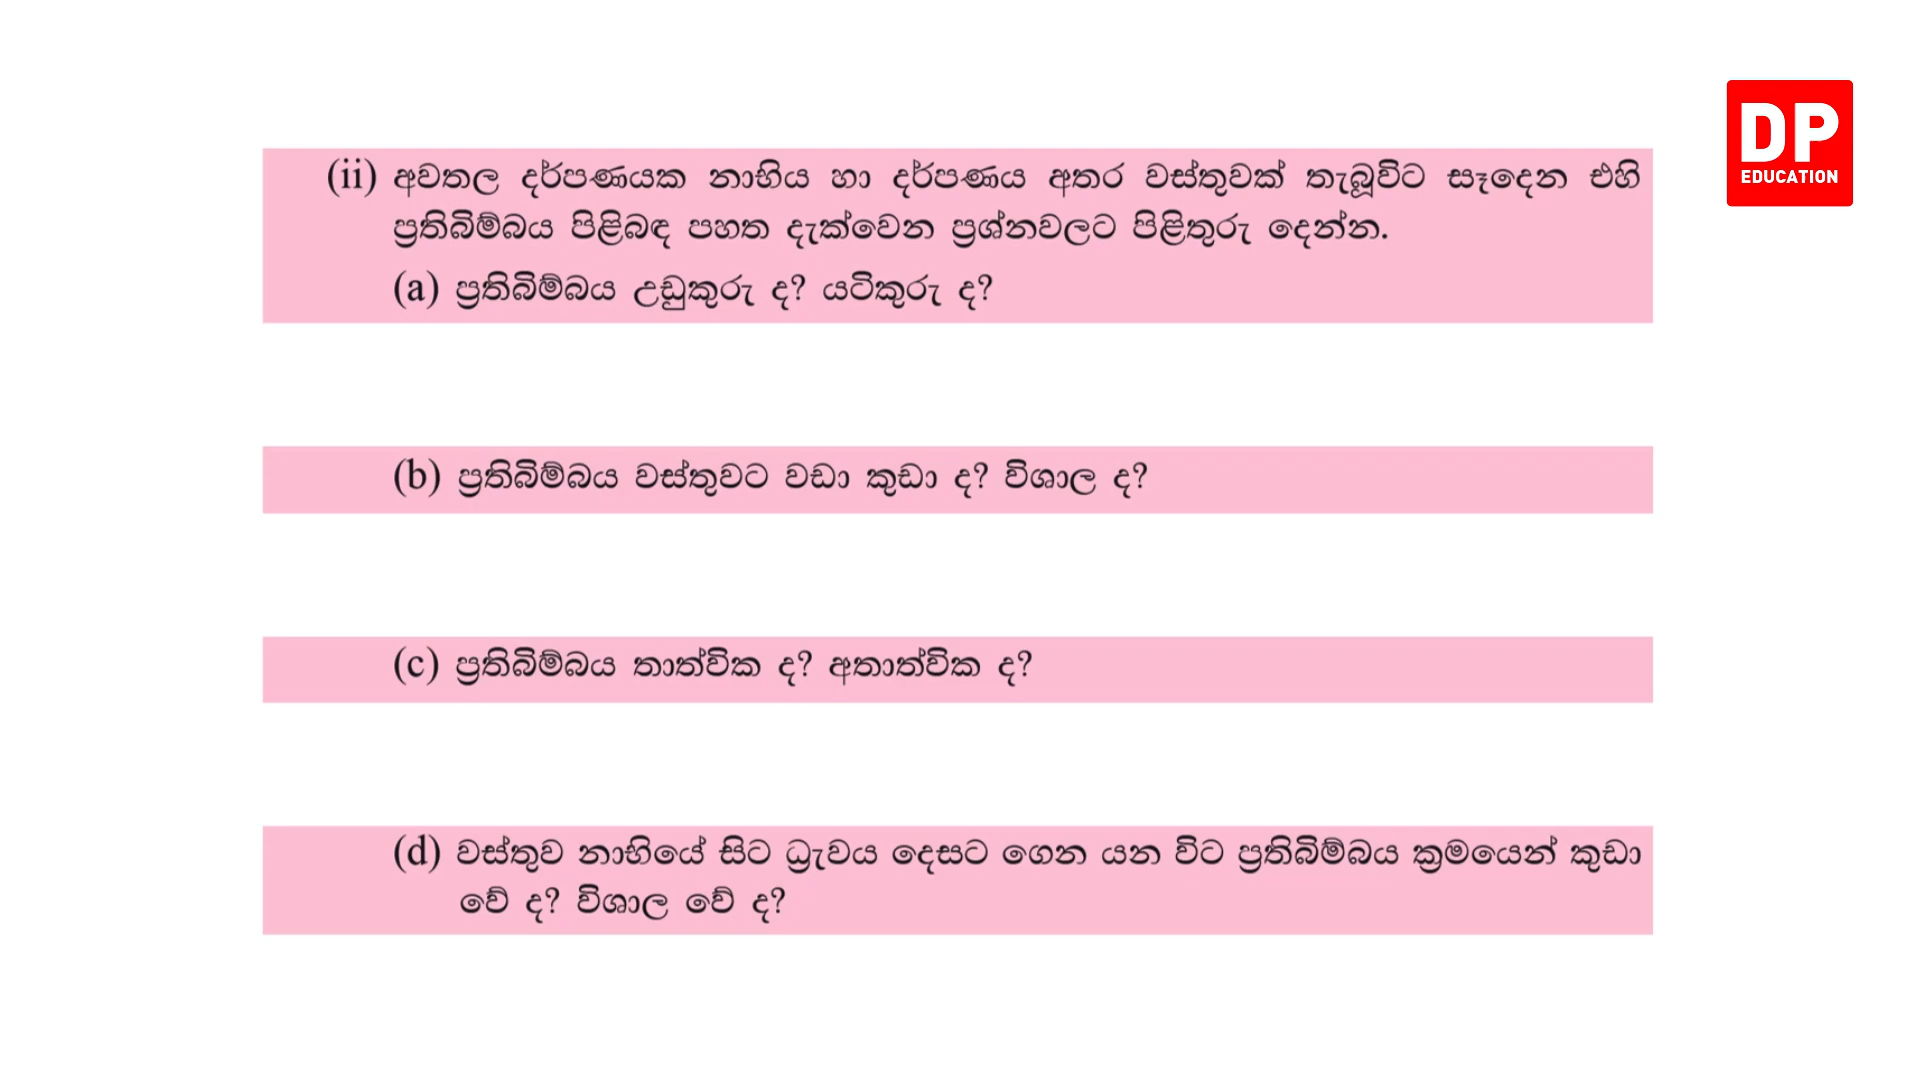 DP
EDUCATION
(ii) අවතල දර්පණයක නාභිය හා දර්පණය අතර වස්තුවක් තැබූවිට සෑදෙන එහි
ප්‍රතිබිම්බය පිළිබඳ පහත දැක්වෙන ප්‍රශ්නවලට පිළිතුරු දෙන්න.
(a) ප්‍රතිබිම්බය උඩුකුරු ද? යටිකුරු ද?
(b) ප්‍රතිබිම්බය වස්තුවට වඩා කුඩා ද? විශාල ද?
(c) ප්‍රතිබිම්බය තාත්වික ද? අතාත්වික ද?
(d) වස්තුව නාභියේ සිට ධ්‍රැවය දෙසට ගෙන යන විට ප්‍රතිබිම්බය ක්‍රමයෙන් කුඩා
වේ ද? විශාල වේ ද?